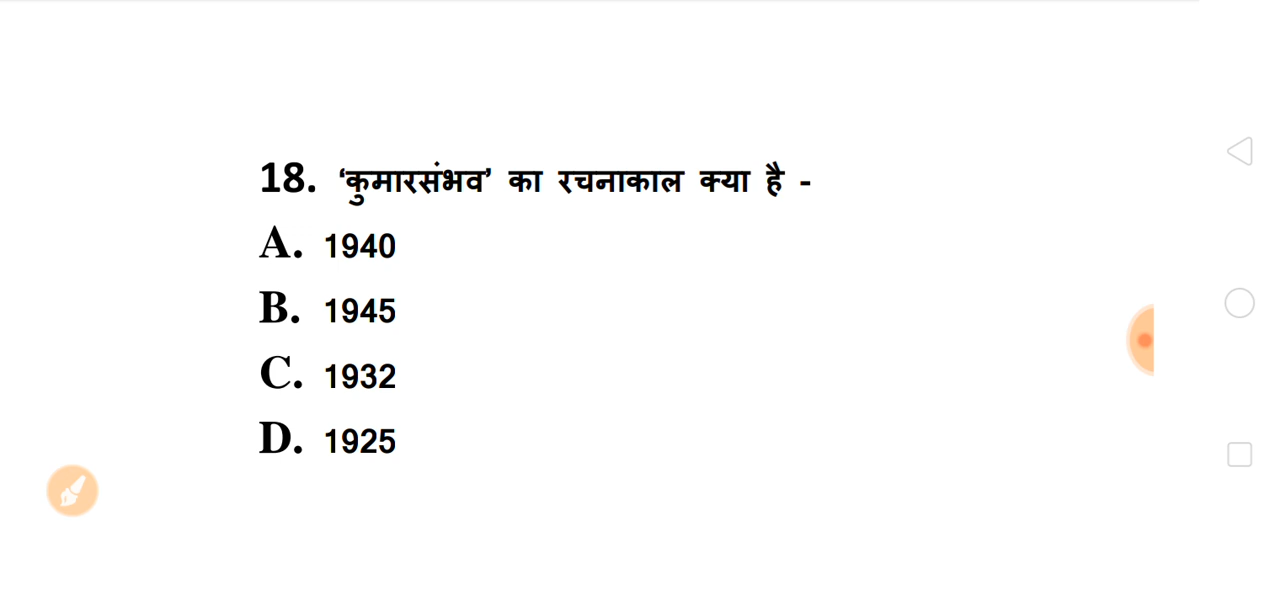 18. ‘कुमारसंभव’ का रचनाकाल क्या है -
A. 1940
B. 1945
C. 1932
D. 1925